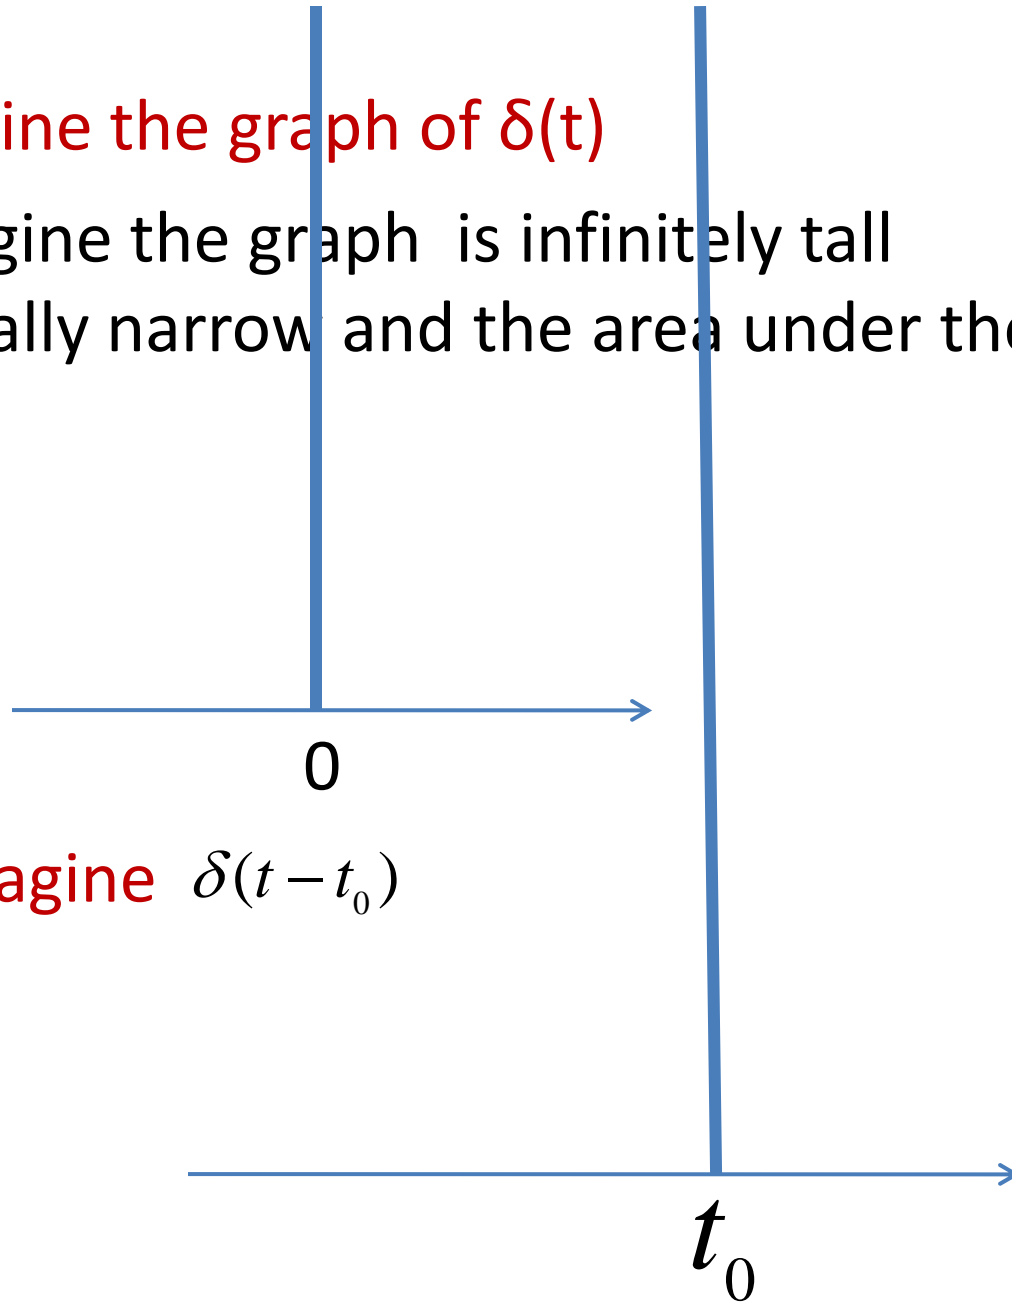 ine the graph of δ(t)
gine the graph  is infinitely tall
ally narrow and the area under the
0
agine δ(t − t₀)
t₀